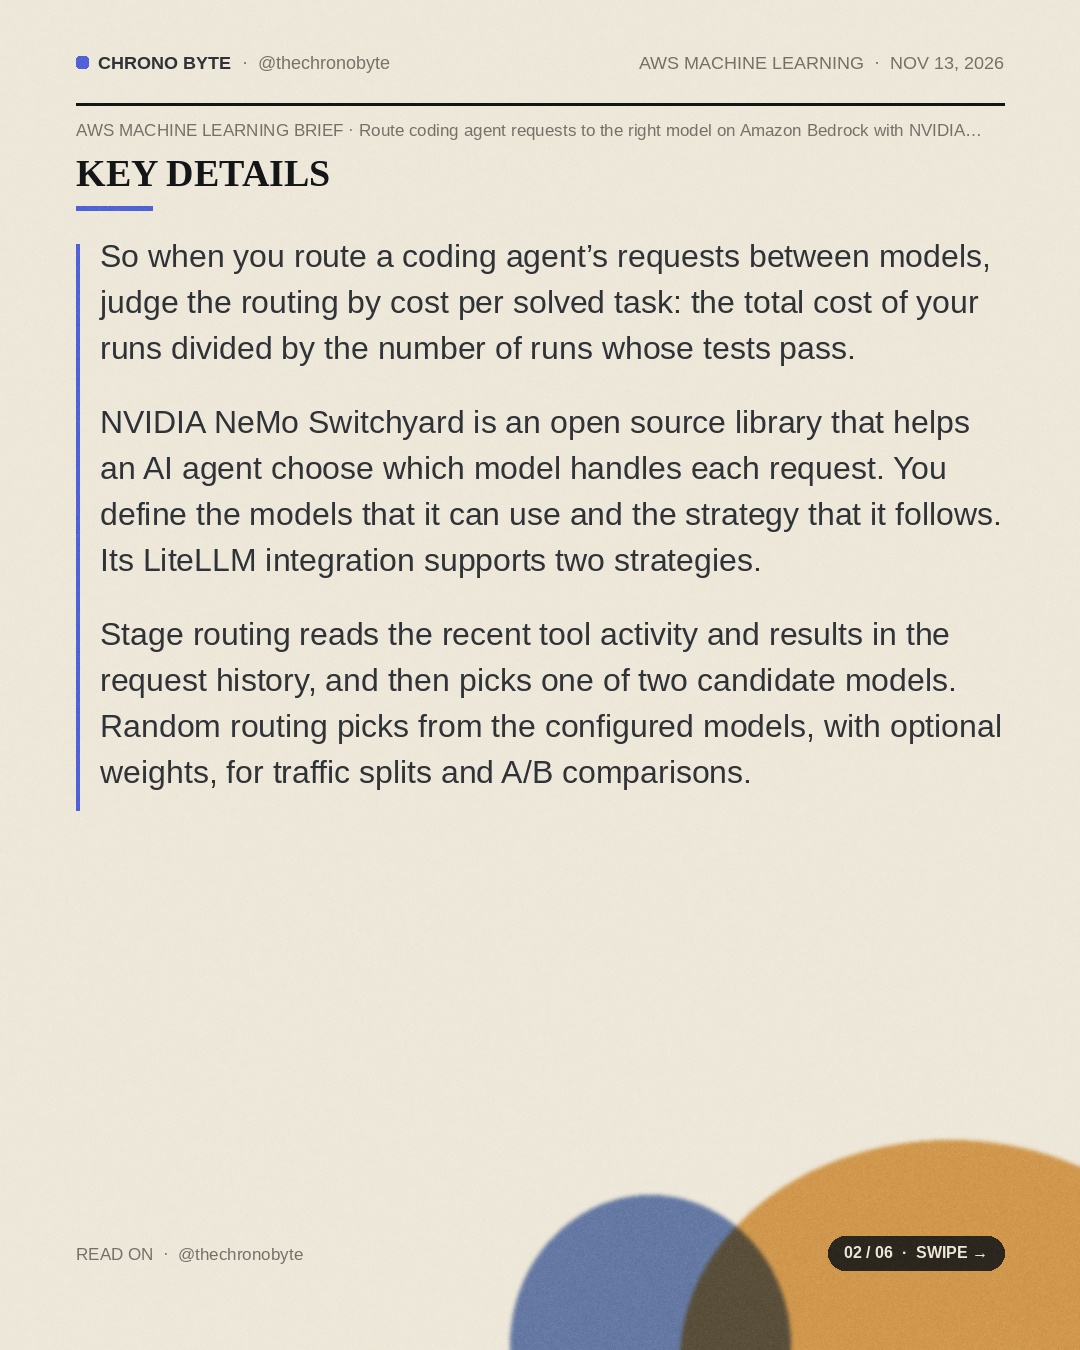 CHRONO BYTE · @thechronobyte
AWS MACHINE LEARNING · NOV 13, 2026
AWS MACHINE LEARNING BRIEF · Route coding agent requests to the right model on Amazon Bedrock with NVIDIA…
KEY DETAILS
So when you route a coding agent’s requests between models,
judge the routing by cost per solved task: the total cost of your
runs divided by the number of runs whose tests pass.
NVIDIA NeMo Switchyard is an open source library that helps
an AI agent choose which model handles each request. You
define the models that it can use and the strategy that it follows.
Its LiteLLM integration supports two strategies.
Stage routing reads the recent tool activity and results in the
request history, and then picks one of two candidate models.
Random routing picks from the configured models, with optional
weights, for traffic splits and A/B comparisons.
READ ON · @thechronobyte
02 / 06 · SWIPE →